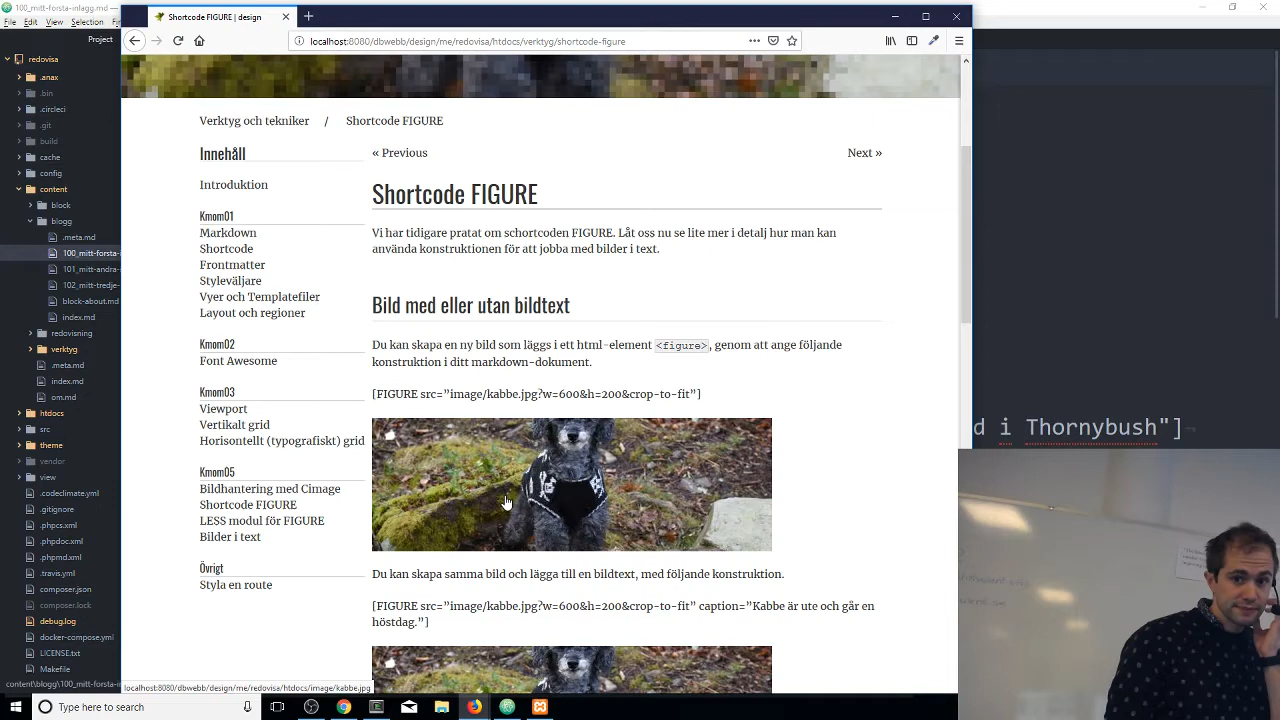 100_mitt-forsta-inlagg.md
File
Edit
View
Select
Project
redovisa
.anax
.bin
.circleci
.git
build
cache
config
content
block
blogg
.meta.md
100_mitt-forsta-
101_mitt-andra-
102_mitt-tredje-
block-about.md
index.md
redovisning
verktyg
.meta.md
index.md
om.md
htdocs
src
theme
vendor
view
.codeclimate.yml
.gitignore
.phpcs.xml
.phpdoc.xml
.phpmd.xml
.travis.yml
composer.json
composer.lock
debug.log
docker-compose.yml
LICENSE.txt
Makefile
content\blogg\100_mitt-forsta-in
Shortcode FIGURE | design
localhost:8080/dbwebb/design/me/redovisa/htdocs/verktyg/shortcode-figure
Verktyg och tekniker / Shortcode FIGURE
Innehåll
Introduktion
Kmom01
Markdown
Shortcode
Frontmatter
Styleväljare
Vyer och Templatefiler
Layout och regioner
Kmom02
Font Awesome
Kmom03
Viewport
Vertikalt grid
Horisontellt (typografiskt) grid
Kmom05
Bildhantering med Cimage
Shortcode FIGURE
LESS modul för FIGURE
Bilder i text
Övrigt
Styla en route
« Previous
Next »
Shortcode FIGURE
Vi har tidigare pratat om schortcoden FIGURE. Låt oss nu se lite mer i detalj hur man kan
använda konstruktionen för att jobba med bilder i text.
Bild med eller utan bildtext
Du kan skapa en ny bild som läggs i ett html-element <figure>, genom att ange följande
konstruktion i ditt markdown-dokument.
[FIGURE src=”image/kabbe.jpg?w=600&h=200&crop-to-fit”]
Du kan skapa samma bild och lägga till en bildtext, med följande konstruktion.
[FIGURE src=”image/kabbe.jpg?w=600&h=200&crop-to-fit” caption=”Kabbe är ute och går en
höstdag.”]
localhost:8080/dbwebb/design/me/redovisa/htdocs/image/kabbe.jpg
d i Thornybush"]
Type here to search